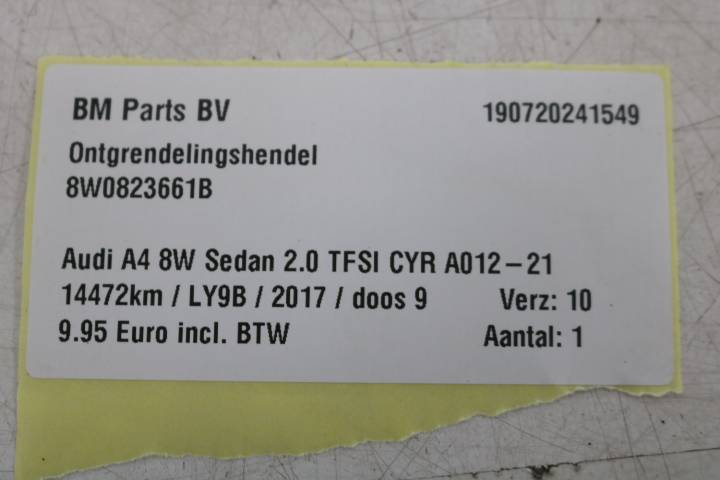 BM Parts BV 190720241549
Ontgrendelingshendel
8W0823661B
Audi A4 8W Sedan 2.0 TFSI CYR A012-21
14472km / LY9B / 2017 / doos 9 Verz: 10
9.95 Euro incl. BTW Aantal: 1